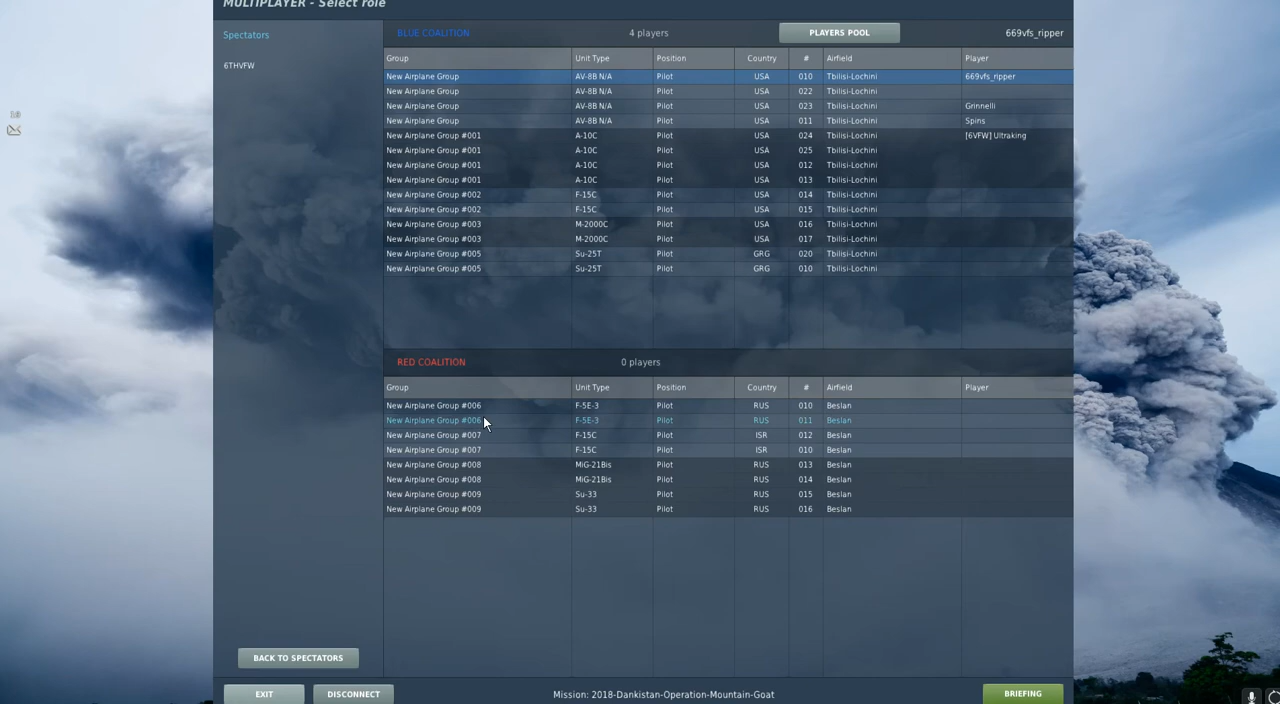 MULTIPLAYER - Select role
Spectators
6THVFW
BLUE COALITION 4 players PLAYERS POOL 669vfs_ripper
Group Unit Type Position Country # Airfield Player
New Airplane Group AV-8B N/A Pilot USA 010 Tbilisi-Lochini 669vfs_ripper
New Airplane Group AV-8B N/A Pilot USA 022 Tbilisi-Lochini
New Airplane Group AV-8B N/A Pilot USA 023 Tbilisi-Lochini Grinnelli
New Airplane Group AV-8B N/A Pilot USA 011 Tbilisi-Lochini Spins
New Airplane Group #001 A-10C Pilot USA 024 Tbilisi-Lochini [6VFW] Ultraking
New Airplane Group #001 A-10C Pilot USA 025 Tbilisi-Lochini
New Airplane Group #001 A-10C Pilot USA 012 Tbilisi-Lochini
New Airplane Group #001 A-10C Pilot USA 013 Tbilisi-Lochini
New Airplane Group #002 F-15C Pilot USA 014 Tbilisi-Lochini
New Airplane Group #002 F-15C Pilot USA 015 Tbilisi-Lochini
New Airplane Group #003 M-2000C Pilot USA 016 Tbilisi-Lochini
New Airplane Group #003 M-2000C Pilot USA 017 Tbilisi-Lochini
New Airplane Group #005 Su-25T Pilot GRG 020 Tbilisi-Lochini
New Airplane Group #005 Su-25T Pilot GRG 010 Tbilisi-Lochini
RED COALITION 0 players
Group Unit Type Position Country # Airfield Player
New Airplane Group #006 F-5E-3 Pilot RUS 010 Beslan
New Airplane Group #006 F-5E-3 Pilot RUS 011 Beslan
New Airplane Group #007 F-15C Pilot ISR 012 Beslan
New Airplane Group #007 F-15C Pilot ISR 010 Beslan
New Airplane Group #008 MiG-21Bis Pilot RUS 013 Beslan
New Airplane Group #008 MiG-21Bis Pilot RUS 014 Beslan
New Airplane Group #009 Su-33 Pilot RUS 015 Beslan
New Airplane Group #009 Su-33 Pilot RUS 016 Beslan
BACK TO SPECTATORS
EXIT DISCONNECT Mission: 2018-Dankistan-Operation-Mountain-Goat BRIEFING